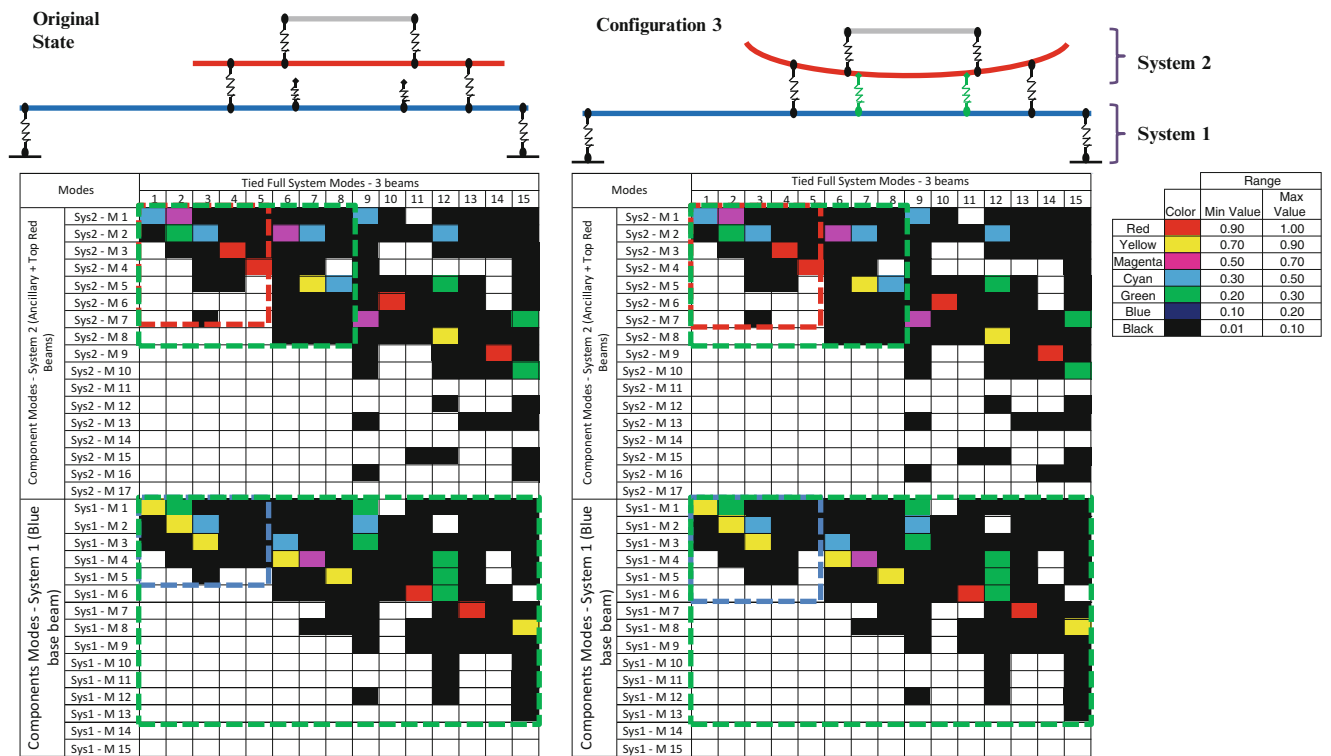 Original
State
Configuration 3
System 2
System 1
Modes
Tied Full System Modes - 3 beams
1 2 3 4 5 6 7 8 9 10 11 12 13 14 15
Component Modes - System 2 (Ancillary + Top Red
Beams)
Sys2 - M 1
Sys2 - M 2
Sys2 - M 3
Sys2 - M 4
Sys2 - M 5
Sys2 - M 6
Sys2 - M 7
Sys2 - M 8
Sys2 - M 9
Sys2 - M 10
Sys2 - M 11
Sys2 - M 12
Sys2 - M 13
Sys2 - M 14
Sys2 - M 15
Sys2 - M 16
Sys2 - M 17
Components Modes - System 1 (Blue
base beam)
Sys1 - M 1
Sys1 - M 2
Sys1 - M 3
Sys1 - M 4
Sys1 - M 5
Sys1 - M 6
Sys1 - M 7
Sys1 - M 8
Sys1 - M 9
Sys1 - M 10
Sys1 - M 11
Sys1 - M 12
Sys1 - M 13
Sys1 - M 14
Sys1 - M 15
Modes
Tied Full System Modes - 3 beams
1 2 3 4 5 6 7 8 9 10 11 12 13 14 15
Component Modes - System 2 (Ancillary + Top Red
Beams)
Sys2 - M 1
Sys2 - M 2
Sys2 - M 3
Sys2 - M 4
Sys2 - M 5
Sys2 - M 6
Sys2 - M 7
Sys2 - M 8
Sys2 - M 9
Sys2 - M 10
Sys2 - M 11
Sys2 - M 12
Sys2 - M 13
Sys2 - M 14
Sys2 - M 15
Sys2 - M 16
Sys2 - M 17
Components Modes - System 1 (Blue
base beam)
Sys1 - M 1
Sys1 - M 2
Sys1 - M 3
Sys1 - M 4
Sys1 - M 5
Sys1 - M 6
Sys1 - M 7
Sys1 - M 8
Sys1 - M 9
Sys1 - M 10
Sys1 - M 11
Sys1 - M 12
Sys1 - M 13
Sys1 - M 14
Sys1 - M 15
Range
Color Min Value Max
Value
Red 0.90 1.00
Yellow 0.70 0.90
Magenta 0.50 0.70
Cyan 0.30 0.50
Green 0.20 0.30
Blue 0.10 0.20
Black 0.01 0.10